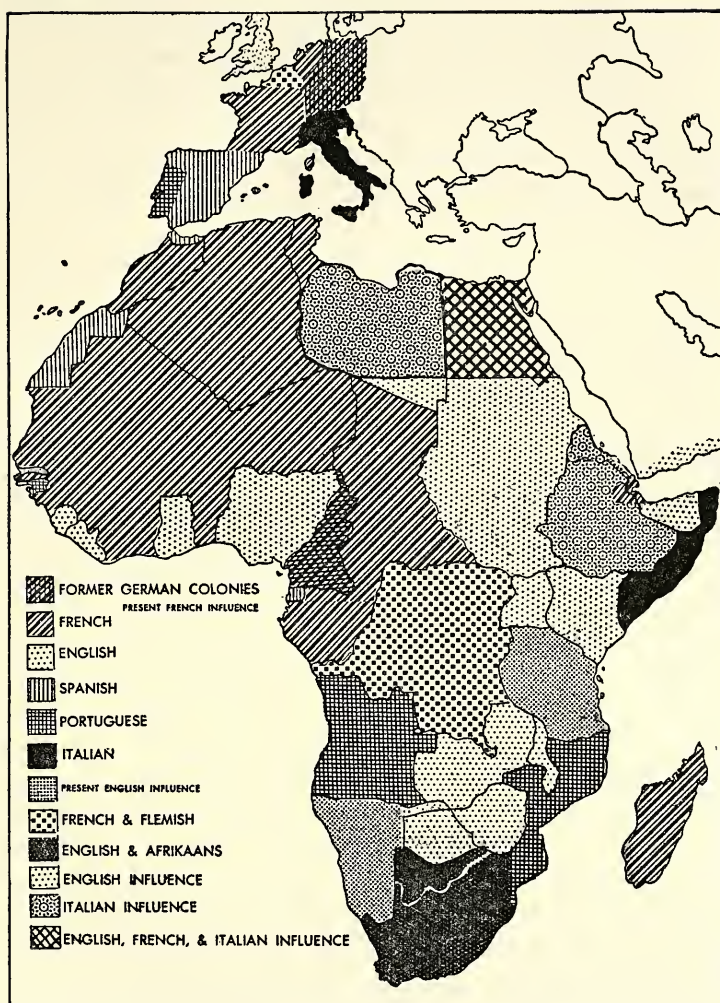 FORMER GERMAN COLONIES
PRESENT FRENCH INFLUENCE
FRENCH
ENGLISH
SPANISH
PORTUGUESE
ITALIAN
PRESENT ENGLISH INFLUENCE
FRENCH & FLEMISH
ENGLISH & AFRIKAANS
ENGLISH INFLUENCE
ITALIAN INFLUENCE
ENGLISH, FRENCH, & ITALIAN INFLUENCE